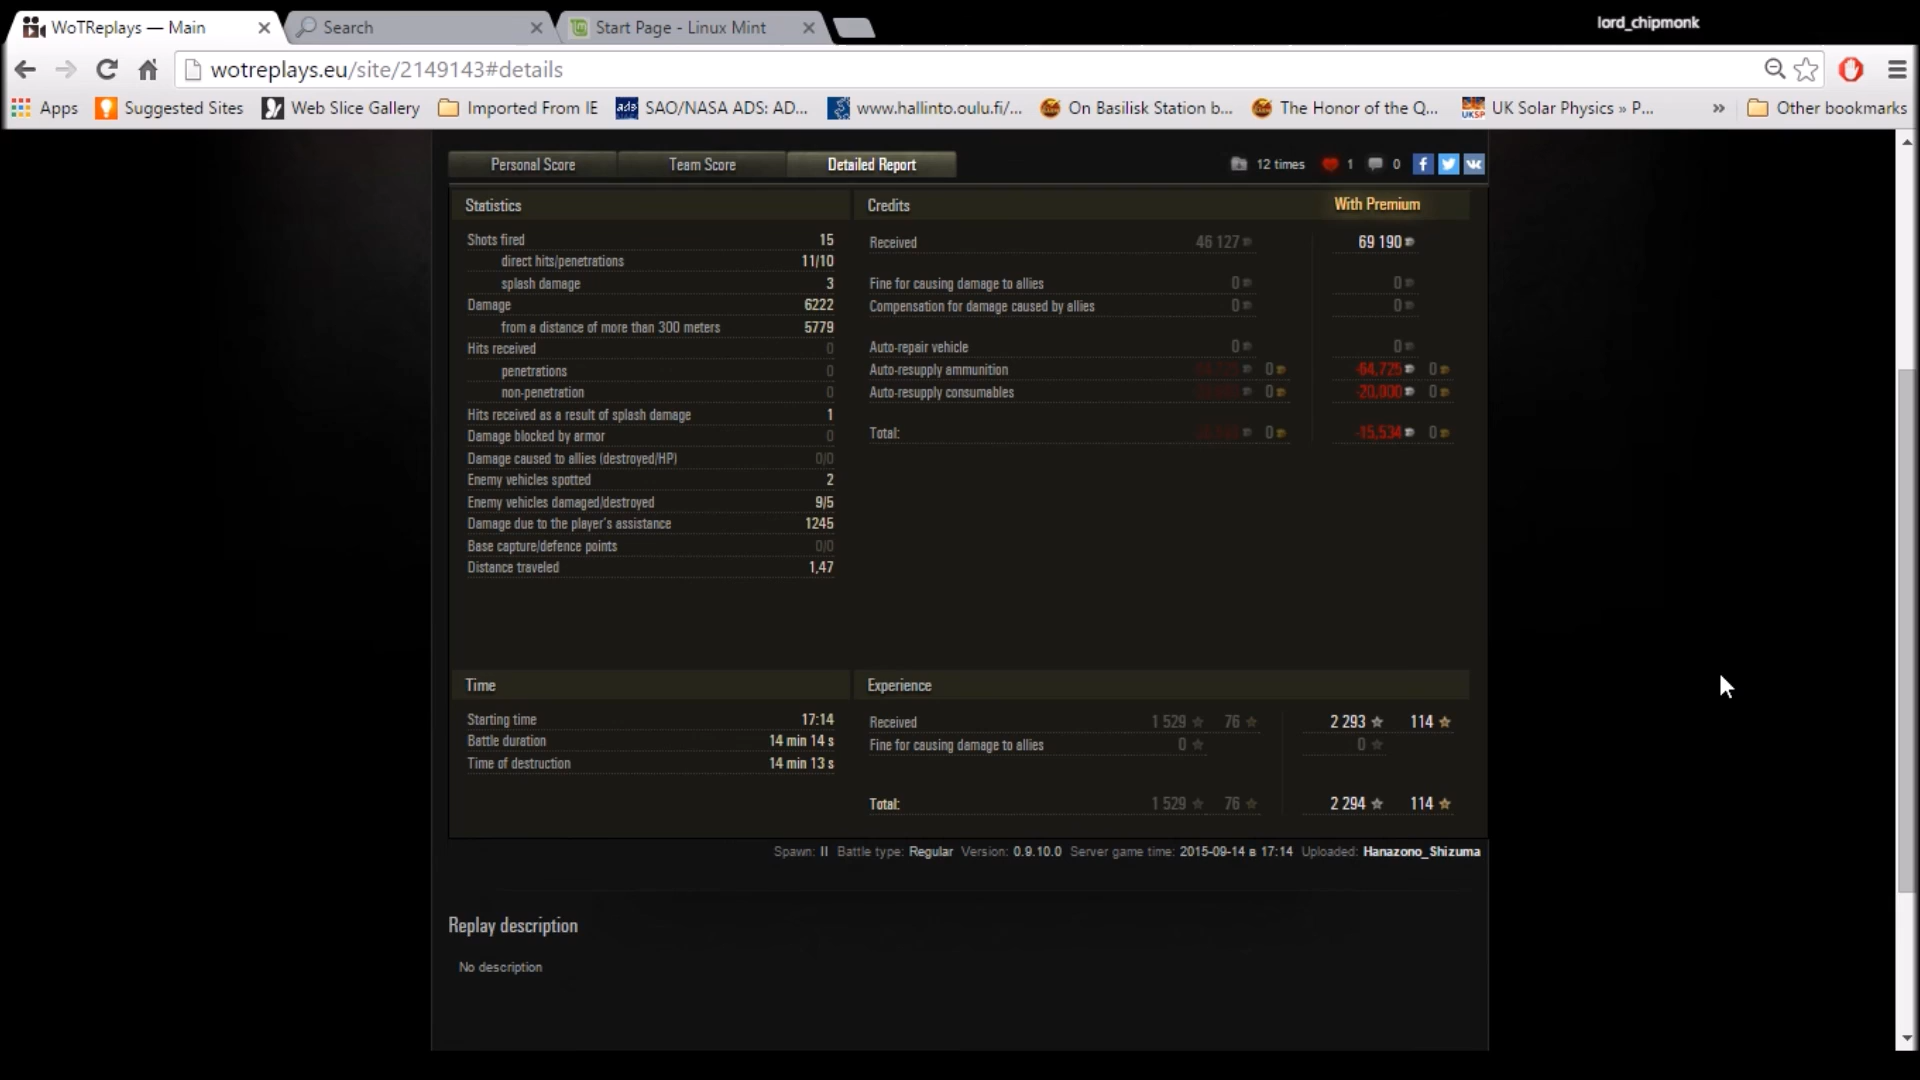 WoTReplays — Main
Search
Start Page - Linux Mint
lord_chipmonk
wotreplays.eu/site/2149143#details
Apps
Suggested Sites
Web Slice Gallery
Imported From IE
SAO/NASA ADS: AD...
www.hallinto.oulu.fi/...
On Basilisk Station b...
The Honor of the Q...
UK Solar Physics » P...
»
Other bookmarks
Personal Score
Team Score
Detailed Report
12 times
1
0
Statistics
Shots fired 15
direct hits/penetrations 11/10
splash damage 3
Damage 6222
from a distance of more than 300 meters 5779
Hits received 0
penetrations 0
non-penetration 0
Hits received as a result of splash damage 1
Damage blocked by armor 0
Damage caused to allies (destroyed/HP) 0/0
Enemy vehicles spotted 2
Enemy vehicles damaged/destroyed 9/5
Damage due to the player's assistance 1245
Base capture/defence points 0/0
Distance traveled 1,47
Credits With Premium
Received 46 127 69 190
Fine for causing damage to allies 0 0
Compensation for damage caused by allies 0 0
Auto-repair vehicle 0 0
Auto-resupply ammunition 0 -64,725 0
Auto-resupply consumables 0 -20,000 0
Total: 0 -15,534 0
Time
Starting time 17:14
Battle duration 14 min 14 s
Time of destruction 14 min 13 s
Experience
Received 1 529 76 2 293 114
Fine for causing damage to allies 0 0
Total: 1 529 76 2 294 114
Spawn: II Battle type: Regular Version: 0.9.10.0 Server game time: 2015-09-14 в 17:14 Uploaded: Hanazono_Shizuma
Replay description
No description